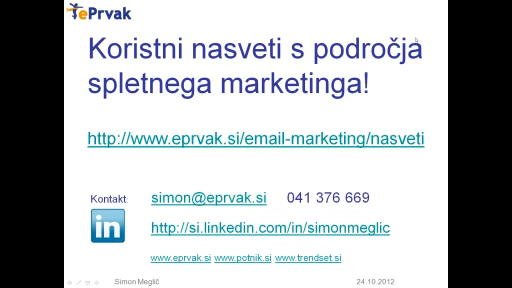 ePrvak
Koristni nasveti s področja
spletnega marketinga!
http://www.eprvak.si/email-marketing/nasveti
Kontakt: simon@eprvak.si 041 376 669
in http://si.linkedin.com/in/simonmeglic
www.eprvak.si www.potnik.si www.trendset.si
Simon Meglič 24.10.2012